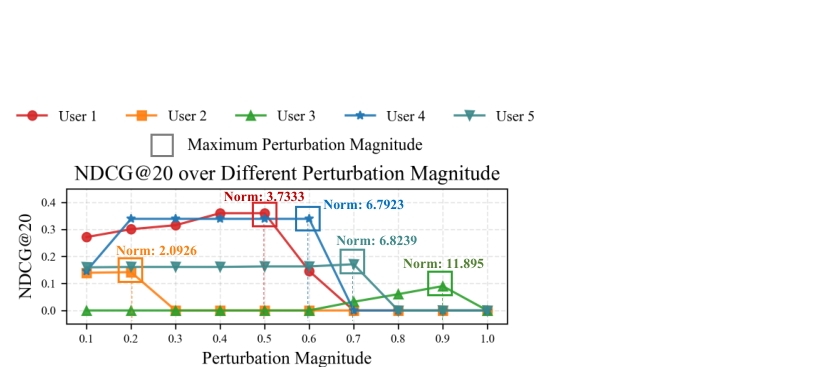 User 1 User 2 User 3 User 4 User 5
Maximum Perturbation Magnitude
NDCG@20 over Different Perturbation Magnitude
Norm: 3.7333
Norm: 6.7923
Norm: 2.0926
Norm: 6.8239
Norm: 11.895
NDCG@20
0.4
0.3
0.2
0.1
0.0
0.1 0.2 0.3 0.4 0.5 0.6 0.7 0.8 0.9 1.0
Perturbation Magnitude